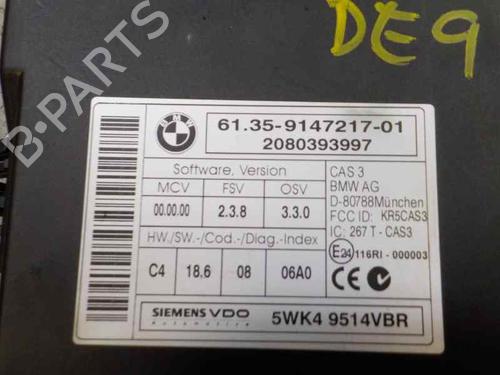 DE9
BMW
61.35-9147217-01
2080393997
Software, Version
MCV FSV OSV
00.00.00 2.3.8 3.3.0
HW./SW.-/Cod.-/Diag.-Index
C4 18.6 08 06A0
CAS 3
BMW AG
D-80788München
FCC ID: KR5CAS3
IC: 267 T - CAS3
E24 116RI - 000003
CE
SIEMENS VDO
Automotive
5WK4 9514VBR
B-PARTS